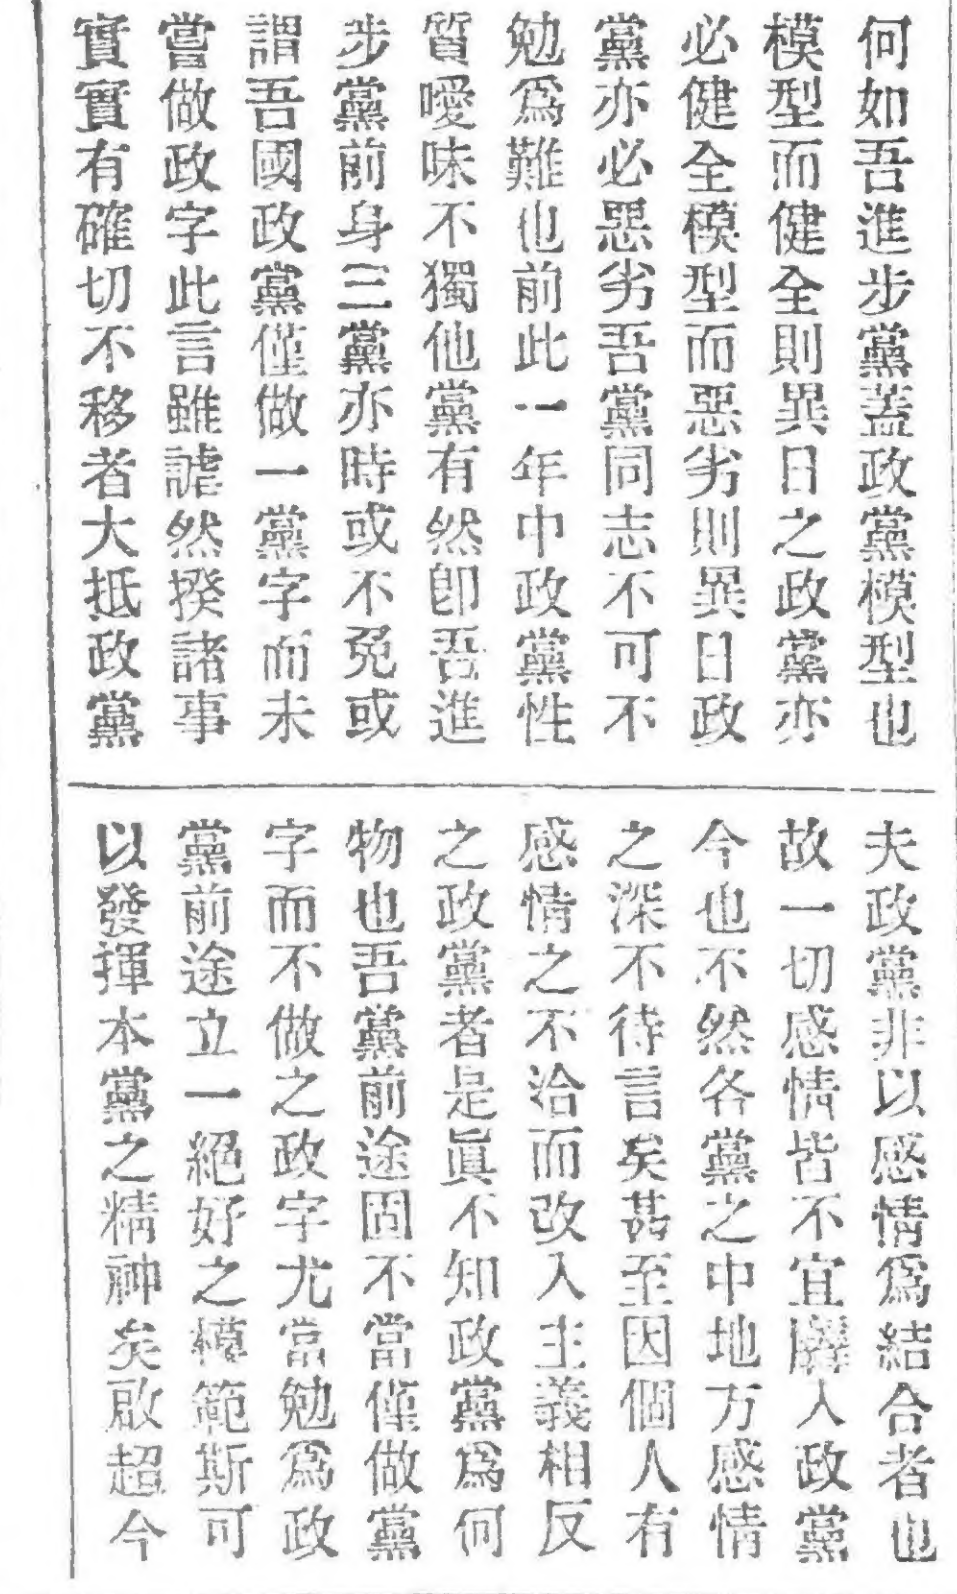 何如吾進步黨蓋政黨模型也
模型而健全則異日之政黨亦
必健全模型而惡劣則異日政
黨亦必惡劣吾黨同志不可不
勉爲難也前此一年中政黨性
質曖昧不獨他黨有然卽吾進
步黨前身三黨亦時或不免或
謂吾國政黨僅做一黨字而未
嘗做政字此言雖謔然揆諸事
實實有確切不移者大抵政黨
夫政黨非以感情爲結合者也
故一切感情皆不宜羼入政黨
今也不然各黨之中地方感情
之深不待言矣甚至因個人有
感情之不洽而改入主義相反
之政黨者是眞不知政黨爲何
物也吾黨前途固不當僅做黨
字而不做之政字尤當勉爲政
黨前途立一絕好之模範斯可
以發揮本黨之精神矣啟超今